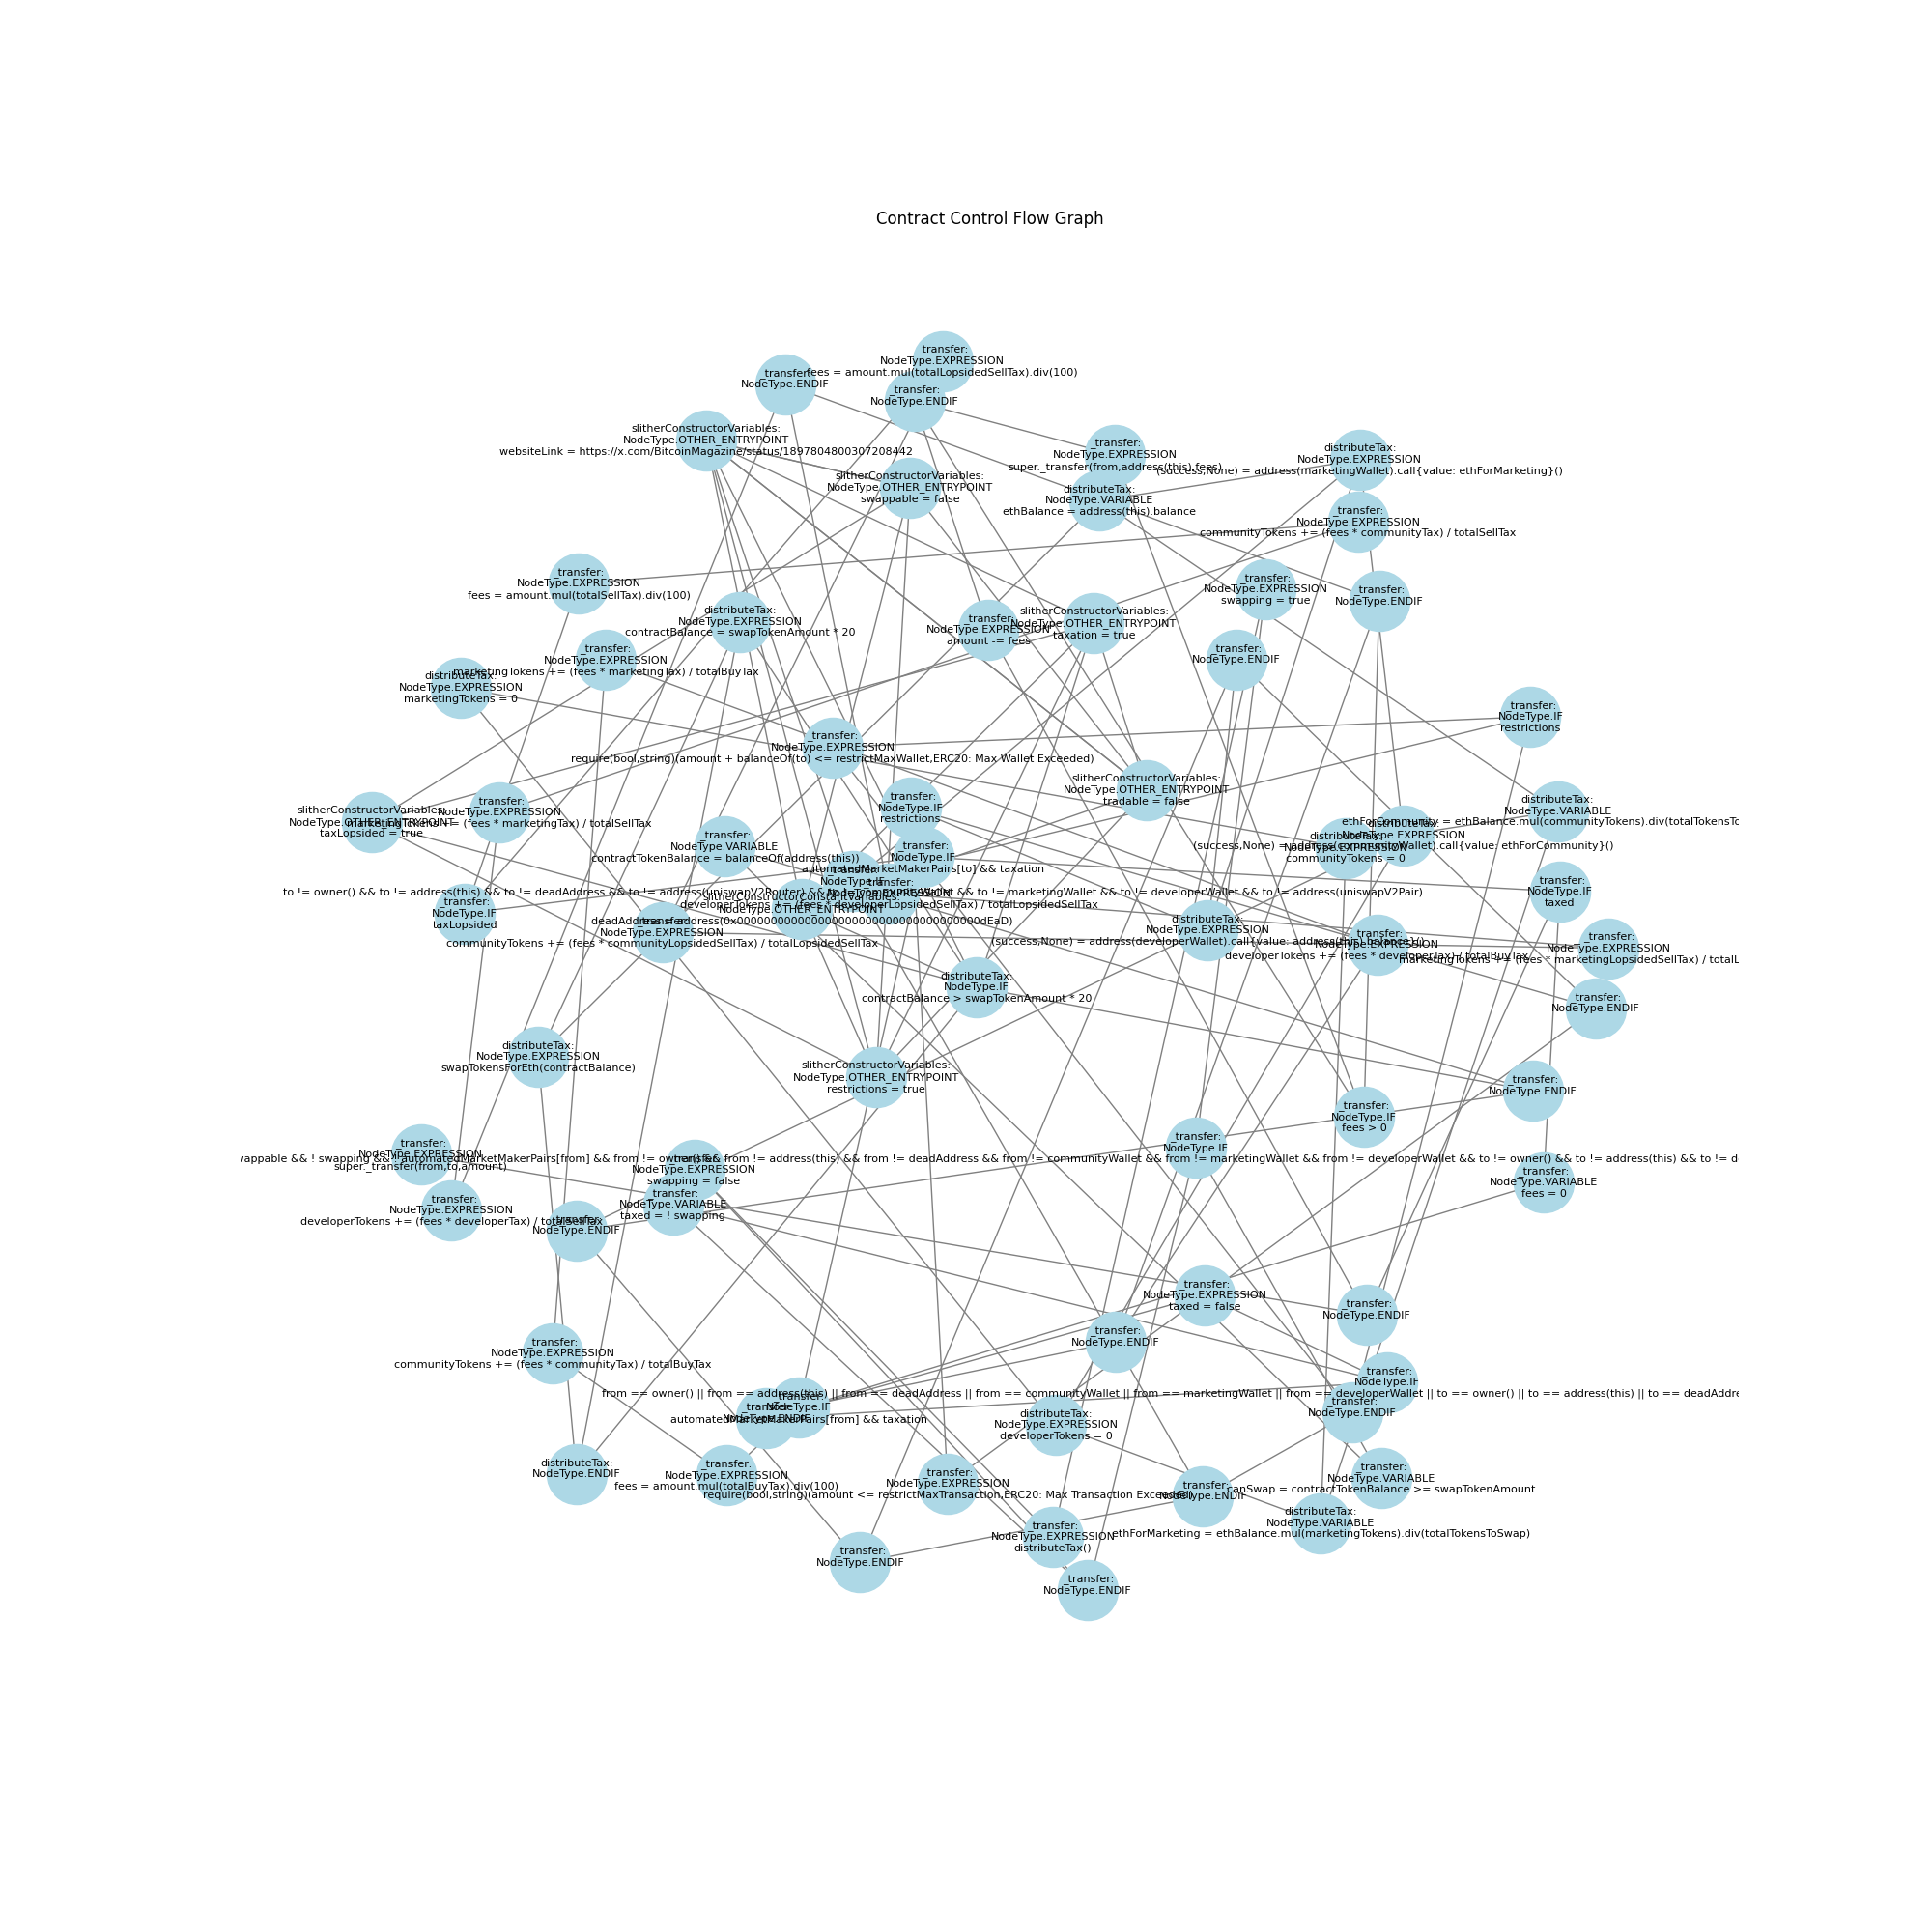 Contract Control Flow Graph
_transfer:
NodeType.EXPRESSION
fees = amount.mul(totalLopsidedSellTax).div(100)
_transfer:
NodeType.ENDIF
_transfer:
NodeType.ENDIF
slitherConstructorVariables:
NodeType.OTHER_ENTRYPOINT
websiteLink = https://x.com/BitcoinMagazine/status/1897804800307208442
_transfer:
NodeType.EXPRESSION
super._transfer(from,address(this),fees)
distributeTax:
NodeType.EXPRESSION
(success,None) = address(marketingWallet).call{value: ethForMarketing}()
slitherConstructorVariables:
NodeType.OTHER_ENTRYPOINT
swappable = false
distributeTax:
NodeType.VARIABLE
ethBalance = address(this).balance
_transfer:
NodeType.EXPRESSION
communityTokens += (fees * communityTax) / totalSellTax
_transfer:
NodeType.EXPRESSION
fees = amount.mul(totalSellTax).div(100)
_transfer:
NodeType.EXPRESSION
swapping = true
_transfer:
NodeType.ENDIF
distributeTax:
NodeType.EXPRESSION
contractBalance = swapTokenAmount * 20
_transfer:
NodeType.EXPRESSION
amount -= fees
slitherConstructorVariables:
NodeType.OTHER_ENTRYPOINT
taxation = true
_transfer:
NodeType.EXPRESSION
marketingTokens += (fees * marketingTax) / totalBuyTax
_transfer:
NodeType.ENDIF
distributeTax:
NodeType.EXPRESSION
marketingTokens = 0
_transfer:
NodeType.IF
restrictions
_transfer:
NodeType.EXPRESSION
require(bool,string)(amount + balanceOf(to) <= restrictMaxWallet,ERC20: Max Wallet Exceeded)
slitherConstructorVariables:
NodeType.OTHER_ENTRYPOINT
tradable = false
_transfer:
NodeType.IF
restrictions
distributeTax:
NodeType.VARIABLE
ethForCommunity = ethBalance.mul(communityTokens).div(totalTokensTo
slitherConstructorVariables:
NodeType.OTHER_ENTRYPOINT
taxLopsided = true
_transfer:
NodeType.EXPRESSION
marketingTokens += (fees * marketingTax) / totalSellTax
distributeTax:
NodeType.EXPRESSION
(success,None) = address(communityWallet).call{value: ethForCommunity}()
distributeTax:
NodeType.EXPRESSION
communityTokens = 0
_transfer:
NodeType.VARIABLE
contractTokenBalance = balanceOf(address(this))
_transfer:
NodeType.IF
automatedMarketMakerPairs[to] && taxation
_transfer:
NodeType.IF
to != owner() && to != address(this) && to != deadAddress && to != address(uniswapV2Router) && to != communityWallet && to != marketingWallet && to != developerWallet && to != address(uniswapV2Pair)
_transfer:
NodeType.EXPRESSION
developerTokens += (fees * developerLopsidedSellTax) / totalLopsidedSellTax
_transfer:
NodeType.IF
taxed
slitherConstructorConstantVariables:
NodeType.OTHER_ENTRYPOINT
_transfer:
NodeType.IF
taxLopsided
_transfer:
NodeType.EXPRESSION
communityTokens += (fees * communityLopsidedSellTax) / totalLopsidedSellTax
distributeTax:
NodeType.EXPRESSION
(success,None) = address(developerWallet).call{value: address(this).balance}()
_transfer:
NodeType.EXPRESSION
developerTokens += (fees * developerTax) / totalBuyTax
_transfer:
NodeType.EXPRESSION
marketingTokens += (fees * marketingLopsidedSellTax) / totalL
distributeTax:
NodeType.IF
contractBalance > swapTokenAmount * 20
_transfer:
NodeType.ENDIF
distributeTax:
NodeType.EXPRESSION
swapTokensForEth(contractBalance)
slitherConstructorVariables:
NodeType.OTHER_ENTRYPOINT
restrictions = true
_transfer:
NodeType.ENDIF
_transfer:
NodeType.IF
fees > 0
_transfer:
NodeType.EXPRESSION
super._transfer(from,to,amount)
_transfer:
NodeType.IF
vappable && ! swapping && ! automatedMarketMakerPairs[from] && from != owner() && from != address(this) && from != deadAddress && from != communityWallet && from != marketingWallet && from != developerWallet && to != owner() && to != address(this) && to != d
_transfer:
NodeType.EXPRESSION
swapping = false
_transfer:
NodeType.VARIABLE
fees = 0
_transfer:
NodeType.VARIABLE
taxed = ! swapping
_transfer:
NodeType.EXPRESSION
developerTokens += (fees * developerTax) / totalSellTax
_transfer:
NodeType.ENDIF
_transfer:
NodeType.EXPRESSION
taxed = false
_transfer:
NodeType.ENDIF
_transfer:
NodeType.ENDIF
_transfer:
NodeType.EXPRESSION
communityTokens += (fees * communityTax) / totalBuyTax
_transfer:
NodeType.IF
from == owner() || from == address(this) || from == deadAddress || from == communityWallet || from == marketingWallet || from == developerWallet || to == owner() || to == address(this) || to == deadAddre
_transfer:
NodeType.IF
automatedMarketMakerPairs[from] && taxation
_transfer:
NodeType.ENDIF
_transfer:
NodeType.ENDIF
distributeTax:
NodeType.EXPRESSION
developerTokens = 0
distributeTax:
NodeType.ENDIF
_transfer:
NodeType.EXPRESSION
fees = amount.mul(totalBuyTax).div(100)
_transfer:
NodeType.EXPRESSION
require(bool,string)(amount <= restrictMaxTransaction,ERC20: Max Transaction Exceeded)
_transfer:
NodeType.VARIABLE
canSwap = contractTokenBalance >= swapTokenAmount
_transfer:
NodeType.ENDIF
distributeTax:
NodeType.VARIABLE
ethForMarketing = ethBalance.mul(marketingTokens).div(totalTokensToSwap)
_transfer:
NodeType.EXPRESSION
distributeTax()
_transfer:
NodeType.ENDIF
_transfer:
NodeType.ENDIF